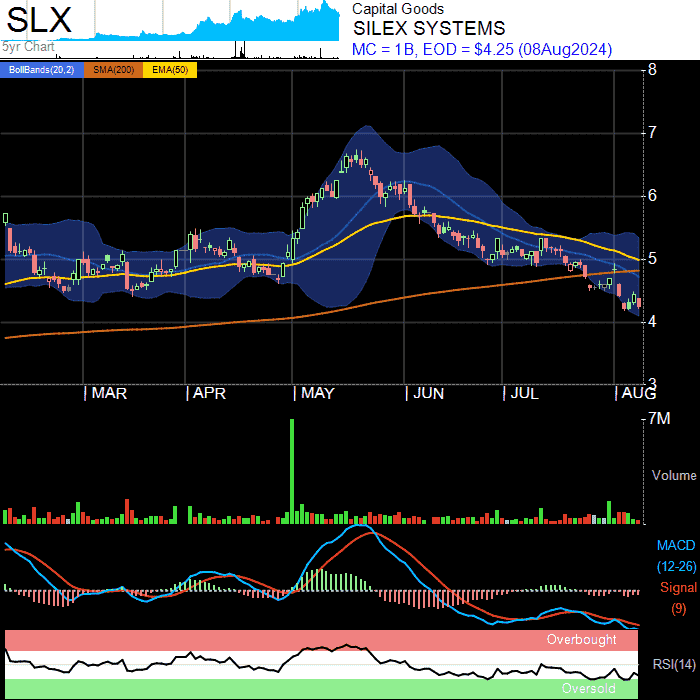 SLX
5yr Chart
Capital Goods
SILEX SYSTEMS
MC = 1B, EOD = $4.25 (08Aug2024)
BollBands(20,2) SMA(200) EMA(50)
8
7
6
5
4
3
MAR APR MAY JUN JUL AUG
7M
Volume
MACD
(12-26)
Signal
(9)
Overbought
RSI(14)
Oversold